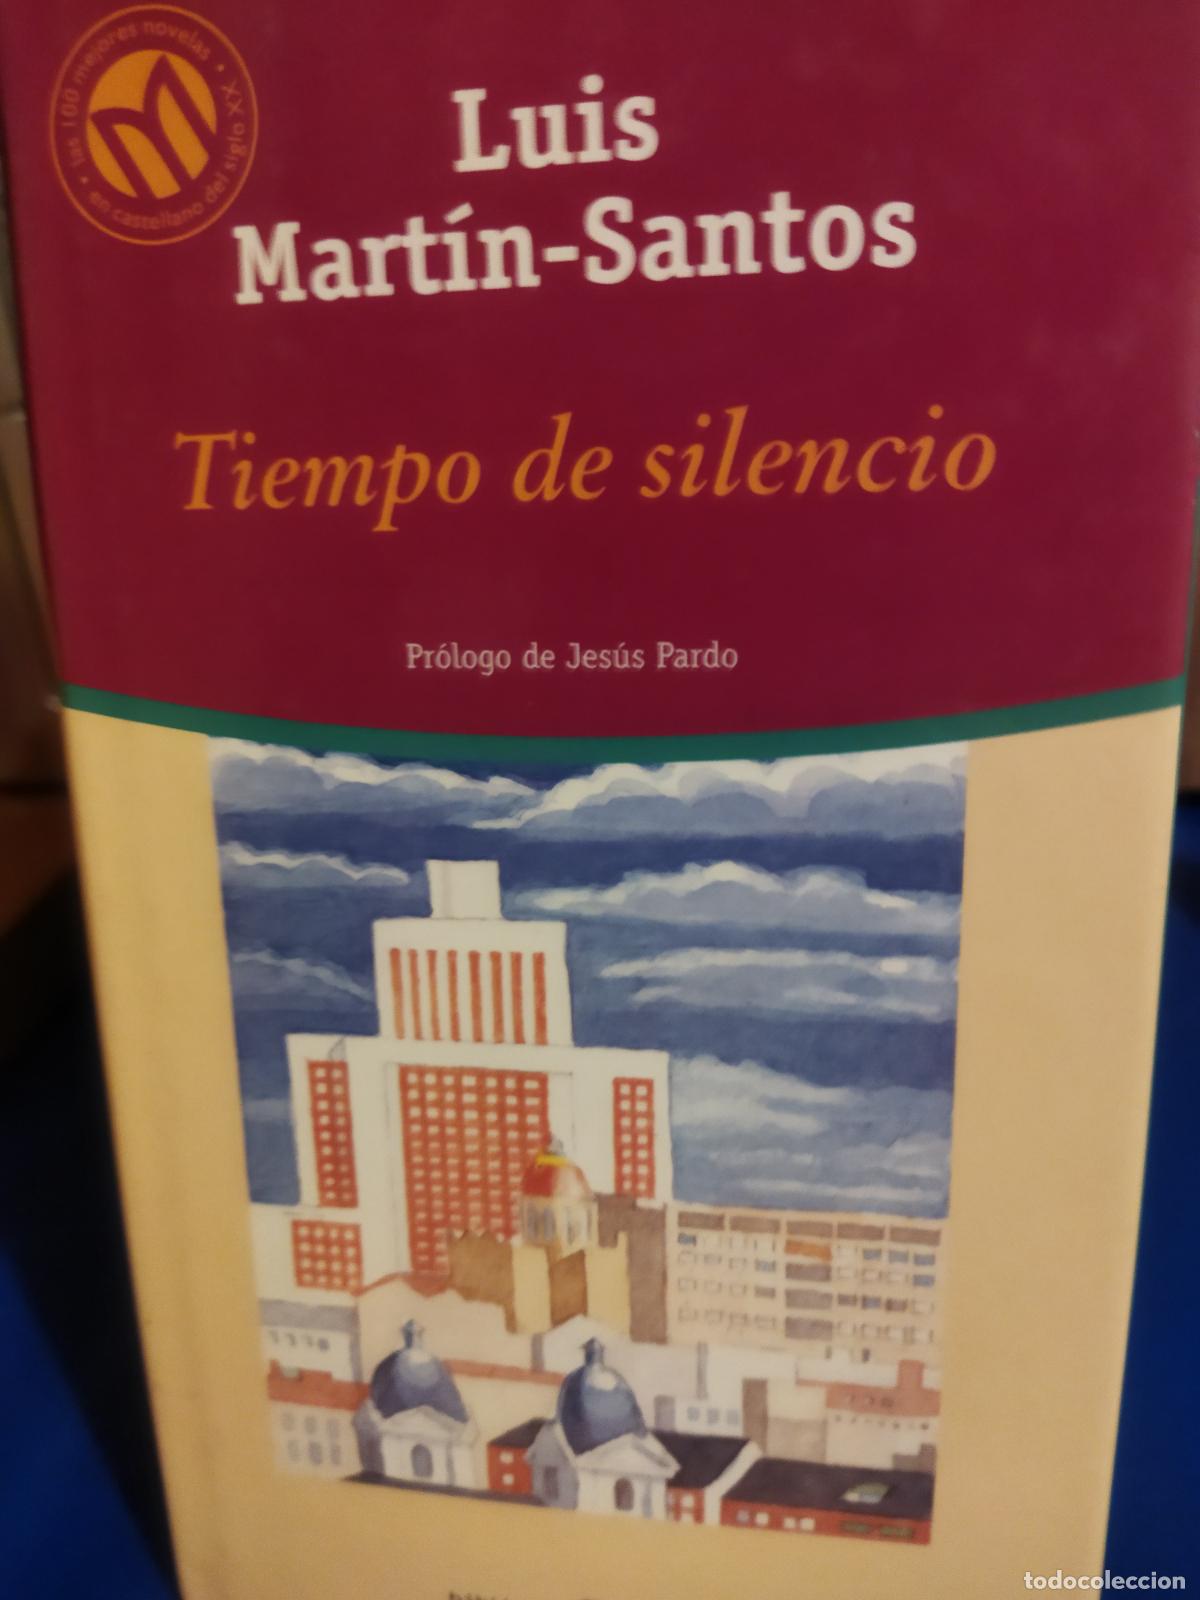 las 100 mejores novelas
en castellano del siglo XX
Luis
Martín-Santos
Tiempo de silencio
Prólogo de Jesús Pardo
todocoleccion